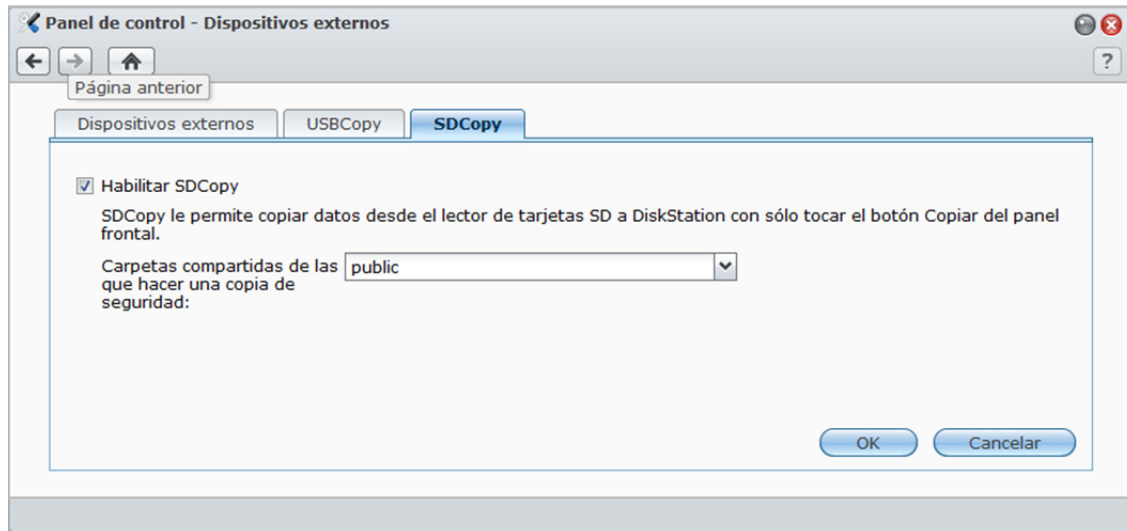 Panel de control - Dispositivos externos
?
Página anterior
Dispositivos externos USBCopy SDCopy
Habilitar SDCopy
SDCopy le permite copiar datos desde el lector de tarjetas SD a DiskStation con sólo tocar el botón Copiar del panel
frontal.
Carpetas compartidas de las public
que hacer una copia de
seguridad:
OK Cancelar